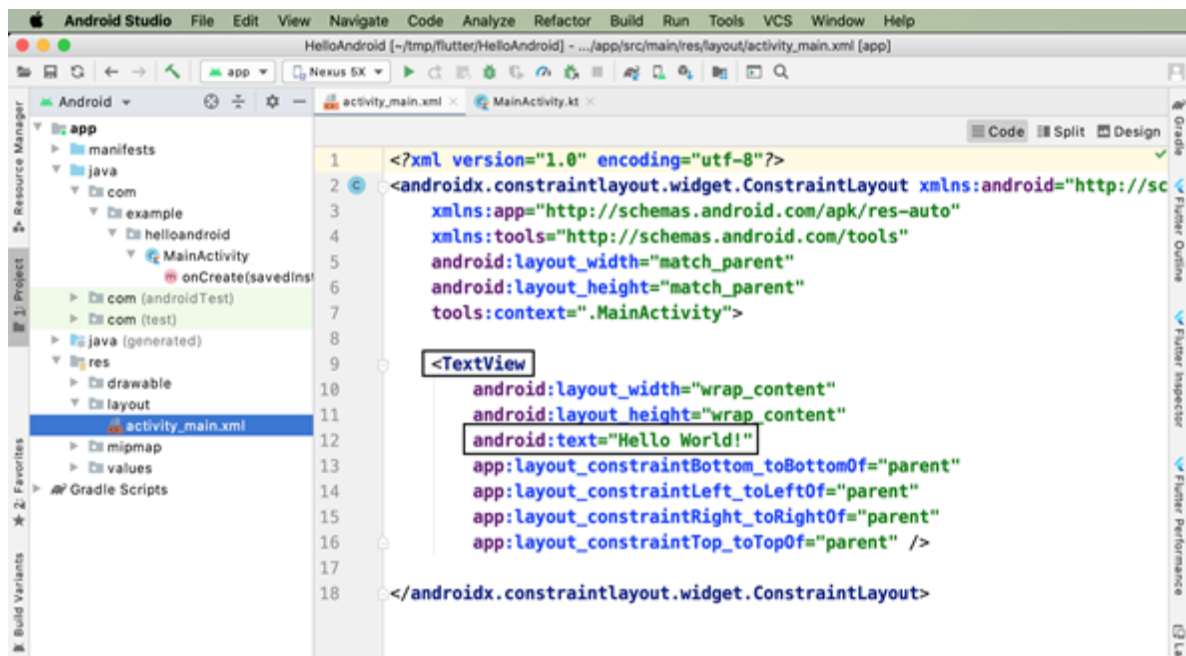 Android Studio File Edit View Navigate Code Analyze Refactor Build Run Tools VCS Window Help
HelloAndroid [~/tmp/flutter/HelloAndroid] - .../app/src/main/res/layout/activity_main.xml [app]
app Nexus 5X
Android activity_main.xml MainActivity.kt
Code Split Design
Resource Manager
1: Project
2: Favorites
Build Variants
app
manifests
java
com
example
helloandroid
MainActivity
onCreate(savedInst
com (androidTest)
com (test)
java (generated)
res
drawable
layout
activity_main.xml
mipmap
values
Gradle Scripts
1 <?xml version="1.0" encoding="utf-8"?>
2 <androidx.constraintlayout.widget.ConstraintLayout xmlns:android="http://sc
3 xmlns:app="http://schemas.android.com/apk/res-auto"
4 xmlns:tools="http://schemas.android.com/tools"
5 android:layout_width="match_parent"
6 android:layout_height="match_parent"
7 tools:context=".MainActivity">
8
9 <TextView
10 android:layout_width="wrap_content"
11 android:layout_height="wrap_content"
12 android:text="Hello World!"
13 app:layout_constraintBottom_toBottomOf="parent"
14 app:layout_constraintLeft_toLeftOf="parent"
15 app:layout_constraintRight_toRightOf="parent"
16 app:layout_constraintTop_toTopOf="parent" />
17
18 </androidx.constraintlayout.widget.ConstraintLayout>
Gradle
Flutter Outline
Flutter Inspector
Flutter Performance